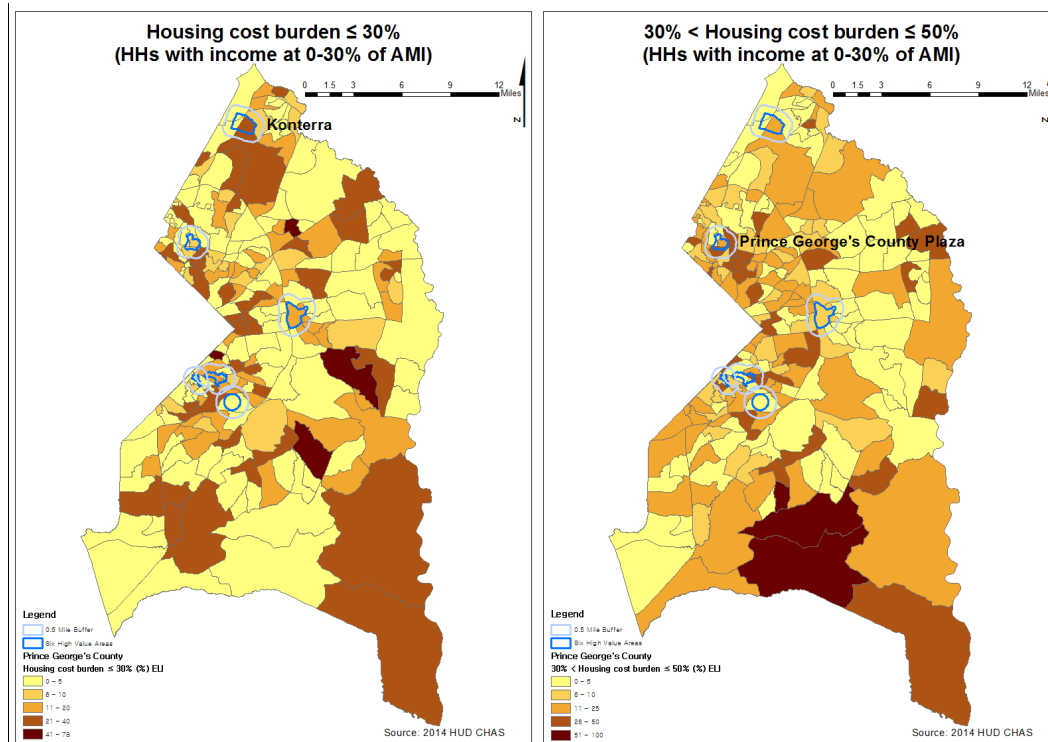 Housing cost burden ≤ 30%
(HHs with income at 0-30% of AMI)
0 1.5 3 6 9 12
Miles
Z
Konterra
Legend
0.5 Mile Buffer
Six High Value Areas
Prince George's County
Housing cost burden ≤ 30% (%) ELI
0 – 5
6 – 10
11 – 20
21 – 40
41 – 78
Source: 2014 HUD CHAS
30% < Housing cost burden ≤ 50%
(HHs with income at 0-30% of AMI)
0 1.5 3 6 9 12
Miles
Z
Prince George's County Plaza
Legend
0.5 Mile Buffer
Six High Value Areas
Prince George's County
30% < Housing cost burden ≤ 50% (%) ELI
0 – 5
6 – 10
11 – 25
26 – 50
51 – 100
Source: 2014 HUD CHAS